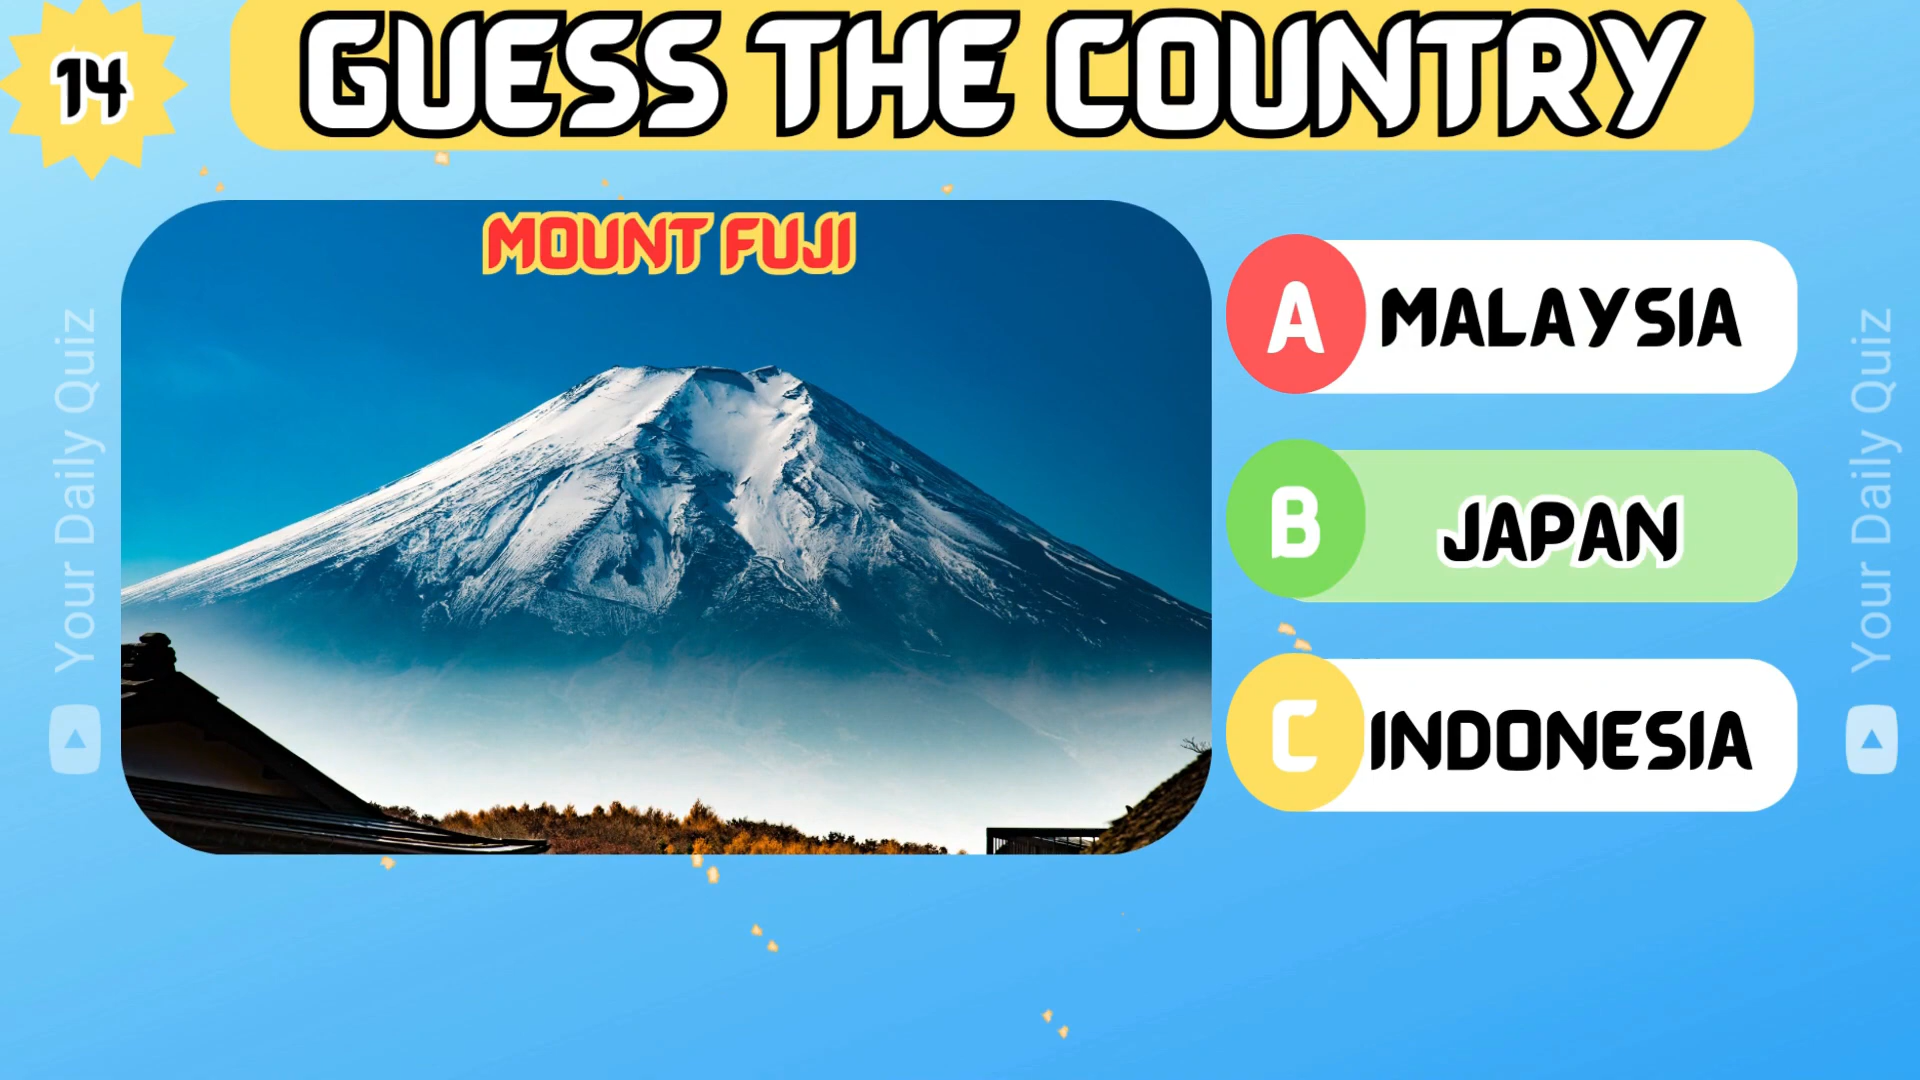 14
GUESS THE COUNTRY
MOUNT FUJI
A MALAYSIA
B JAPAN
C INDONESIA
Your Daily Quiz
Your Daily Quiz